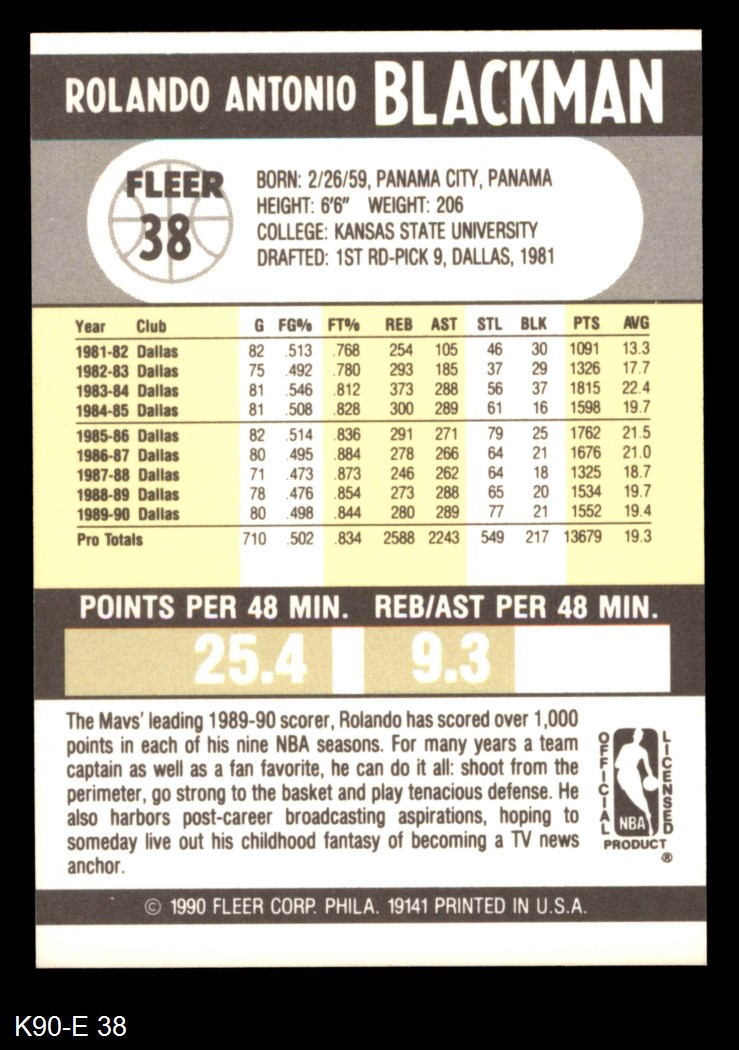 ROLANDO ANTONIO BLACKMAN
FLEER
38
BORN: 2/26/59, PANAMA CITY, PANAMA
HEIGHT: 6'6" WEIGHT: 206
COLLEGE: KANSAS STATE UNIVERSITY
DRAFTED: 1ST RD-PICK 9, DALLAS, 1981
Year Club G FG% FT% REB AST STL BLK PTS AVG
1981-82 Dallas 82 .513 .768 254 105 46 30 1091 13.3
1982-83 Dallas 75 .492 .780 293 185 37 29 1326 17.7
1983-84 Dallas 81 .546 .812 373 288 56 37 1815 22.4
1984-85 Dallas 81 .508 .828 300 289 61 16 1598 19.7
1985-86 Dallas 82 .514 .836 291 271 79 25 1762 21.5
1986-87 Dallas 80 .495 .884 278 266 64 21 1676 21.0
1987-88 Dallas 71 .473 .873 246 262 64 18 1325 18.7
1988-89 Dallas 78 .476 .854 273 288 65 20 1534 19.7
1989-90 Dallas 80 .498 .844 280 289 77 21 1552 19.4
Pro Totals 710 .502 .834 2588 2243 549 217 13679 19.3
POINTS PER 48 MIN. REB/AST PER 48 MIN.
25.4 9.3
The Mavs' leading 1989-90 scorer, Rolando has scored over 1,000
points in each of his nine NBA seasons. For many years a team
captain as well as a fan favorite, he can do it all: shoot from the
perimeter, go strong to the basket and play tenacious defense. He
also harbors post-career broadcasting aspirations, hoping to
someday live out his childhood fantasy of becoming a TV news
anchor.
OFFICIAL
LICENSED
NBA
PRODUCT
®
© 1990 FLEER CORP. PHILA. 19141 PRINTED IN U.S.A.
K90-E 38